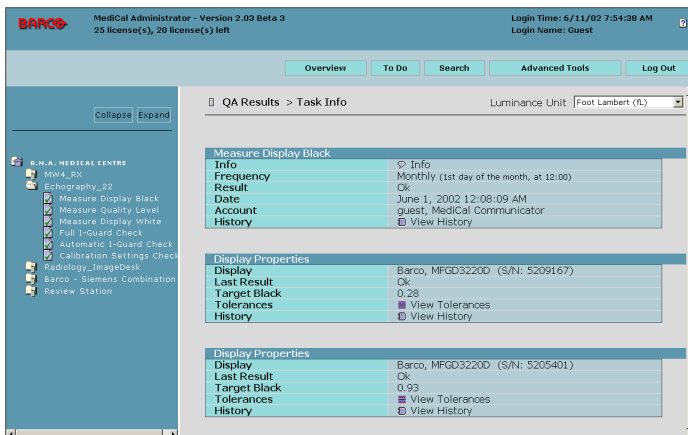 BARCO
MediCal Administrator - Version 2.03 Beta 3
25 license(s), 20 license(s) left
Login Time: 6/11/02 7:54:38 AM
Login Name: Guest
Overview To Do Search Advanced Tools Log Out
Collapse Expand
B.M.A. MEDICAL CENTRE
MW4_RX
Echography_22
Measure Display Black
Measure Quality Level
Measure Display White
Full I-Guard Check
Automatic I-Guard Check
Calibration Settings Check
Radiology_ImageDesk
Barco - Siemens Combination
Review Station
QA Results > Task Info
Luminance Unit Foot Lambert (fL)
Measure Display Black
Info Info
Frequency Monthly (1st day of the month, at 12:00)
Result Ok
Date June 1, 2002 12:08:09 AM
Account guest, MediCal Communicator
History View History
Display Properties
Display Barco, MFGD3220D (S/N: 5209167)
Last Result Ok
Target Black 0.28
Tolerances View Tolerances
History View History
Display Properties
Display Barco, MFGD3220D (S/N: 5205401)
Last Result Ok
Target Black 0.93
Tolerances View Tolerances
History View History